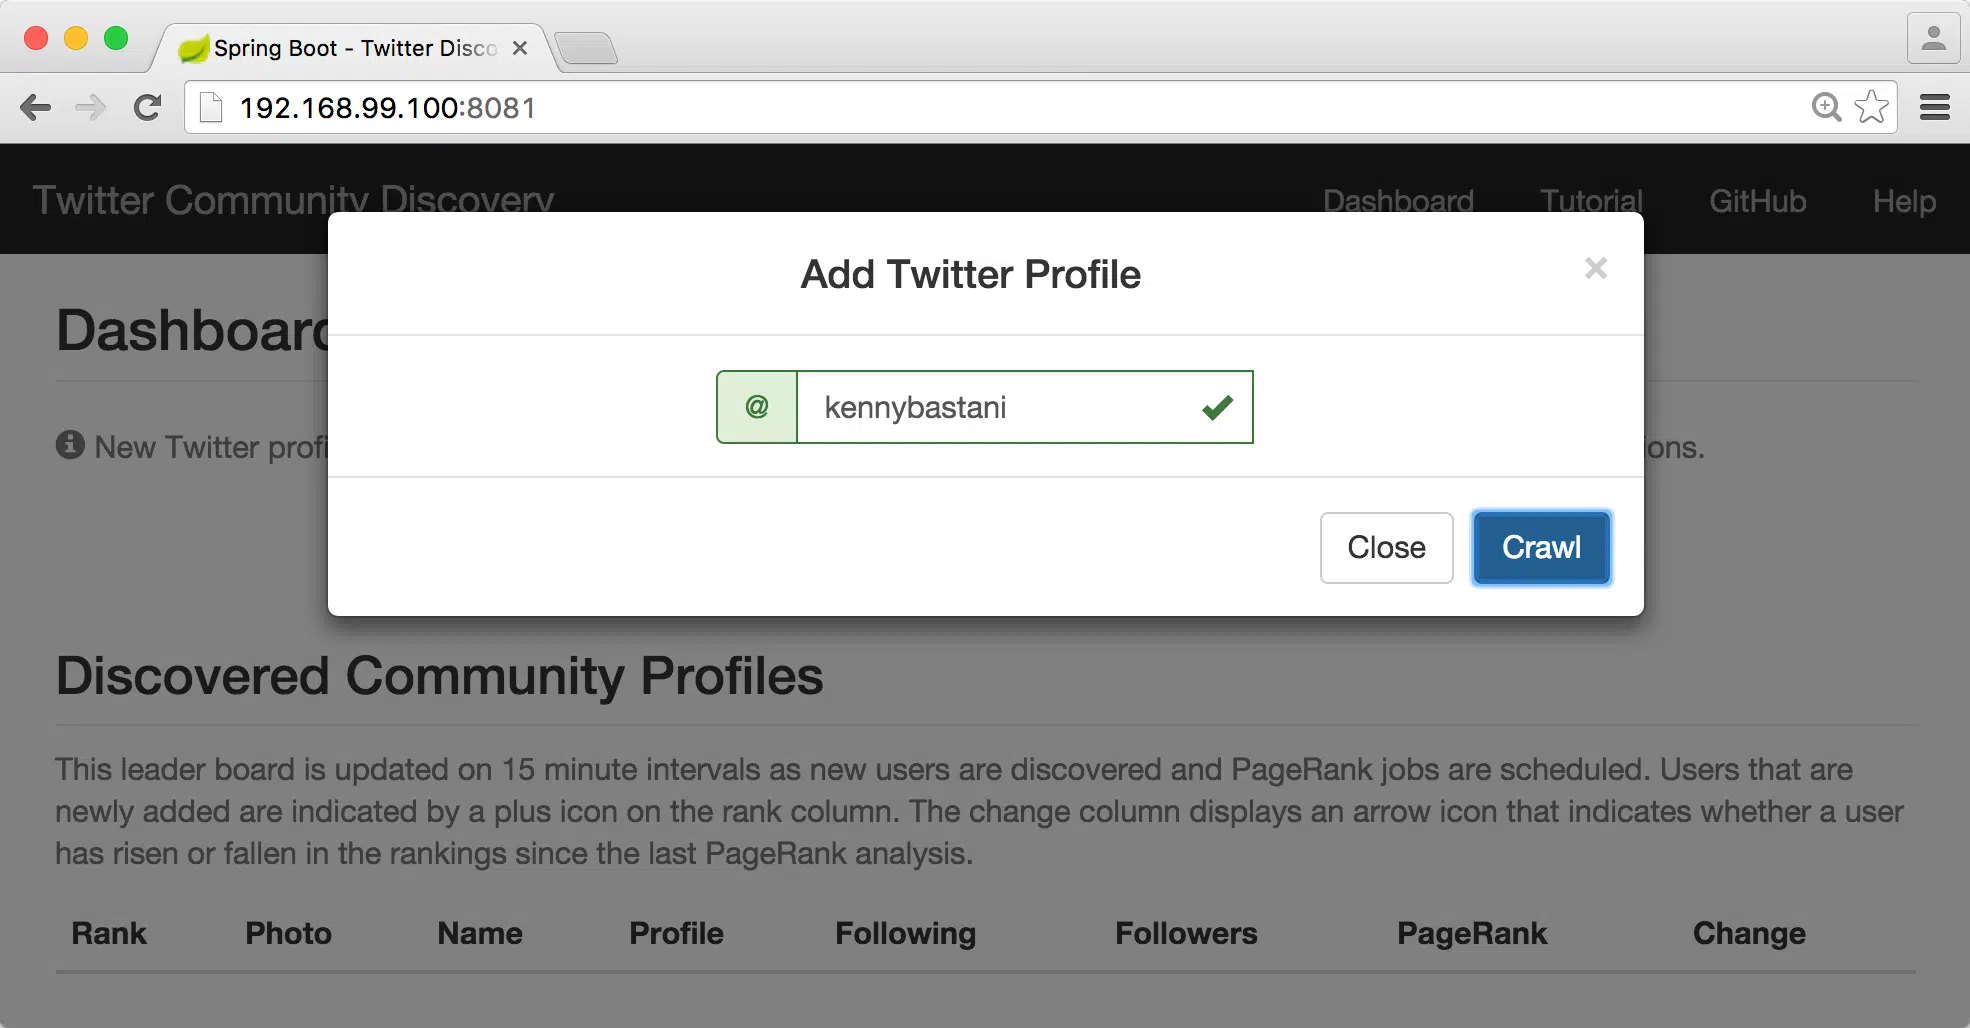 Spring Boot - Twitter Disco
192.168.99.100:8081
Twitter Community Discovery
Dashboard
Tutorial
GitHub
Help
Add Twitter Profile
×
Dashboard
@
kennybastani
New Twitter profi
ons.
Close
Crawl
Discovered Community Profiles
This leader board is updated on 15 minute intervals as new users are discovered and PageRank jobs are scheduled. Users that are
newly added are indicated by a plus icon on the rank column. The change column displays an arrow icon that indicates whether a user
has risen or fallen in the rankings since the last PageRank analysis.
Rank Photo Name Profile Following Followers PageRank Change